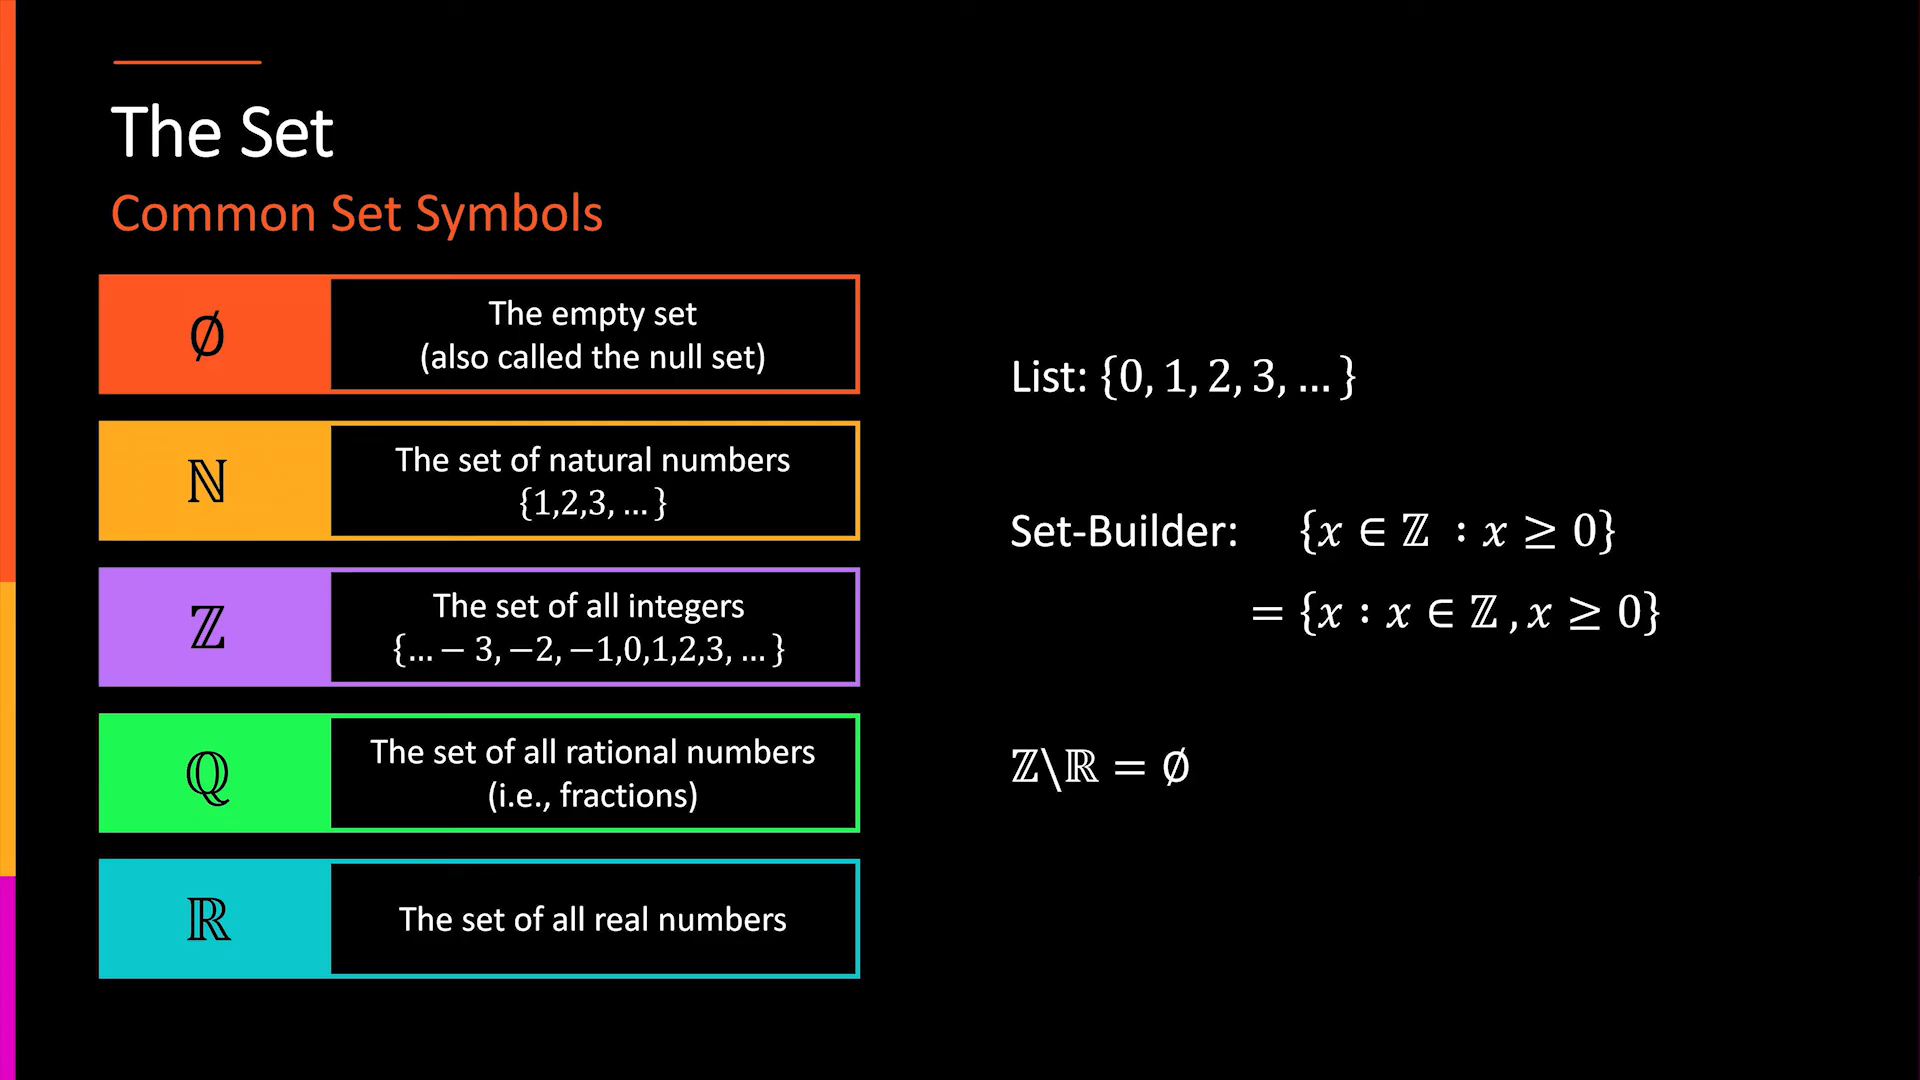 The Set
Common Set Symbols
∅
The empty set
(also called the null set)
ℕ
The set of natural numbers
{1,2,3, … }
ℤ
The set of all integers
{… − 3, −2, −1,0,1,2,3, … }
ℚ
The set of all rational numbers
(i.e., fractions)
ℝ
The set of all real numbers
List: {0, 1, 2, 3, … }
Set-Builder: {x ∈ ℤ : x ≥ 0}
= {x : x ∈ ℤ , x ≥ 0}
ℤ\ℝ = ∅